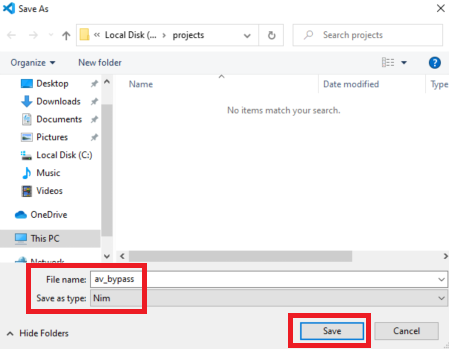 Save As
« Local Disk (... > projects
Search projects
Organize
New folder
Name
Date modified
Type
No items match your search.
Desktop
Downloads
Documents
Pictures
Local Disk (C:)
Music
Videos
OneDrive
This PC
Network
File name: av_bypass
Save as type: Nim
Hide Folders
Save
Cancel